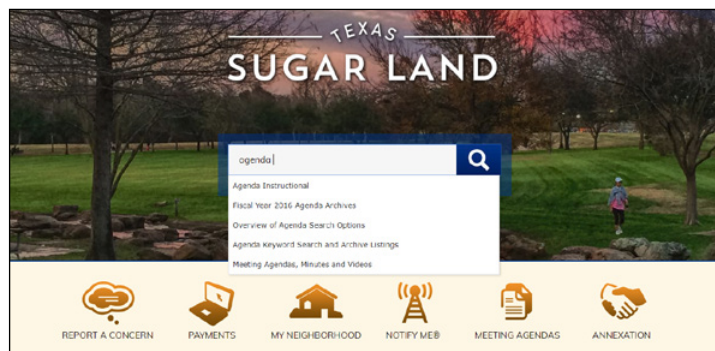 TEXAS
SUGAR LAND
agenda
Agenda Instructional
Fiscal Year 2016 Agenda Archives
Overview of Agenda Search Options
Agenda Keyword Search and Archive Listings
Meeting Agendas, Minutes and Videos
REPORT A CONCERN
PAYMENTS
MY NEIGHBORHOOD
NOTIFY ME®
MEETING AGENDAS
ANNEXATION